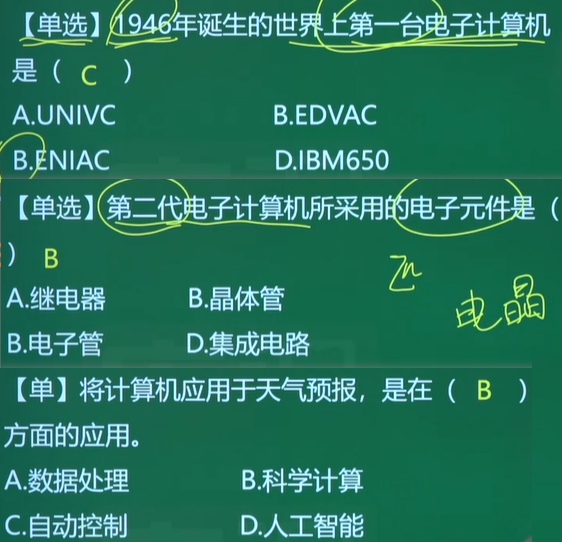 【单选】1946年诞生的世界上第一台电子计算机
是（ C ）
A.UNIVC B.EDVAC
B.ENIAC D.IBM650
【单选】第二代电子计算机所采用的电子元件是（
） B
A.继电器 B.晶体管
电晶
B.电子管 D.集成电路
【单】将计算机应用于天气预报，是在（ B ）
方面的应用。
A.数据处理 B.科学计算
C.自动控制 D.人工智能